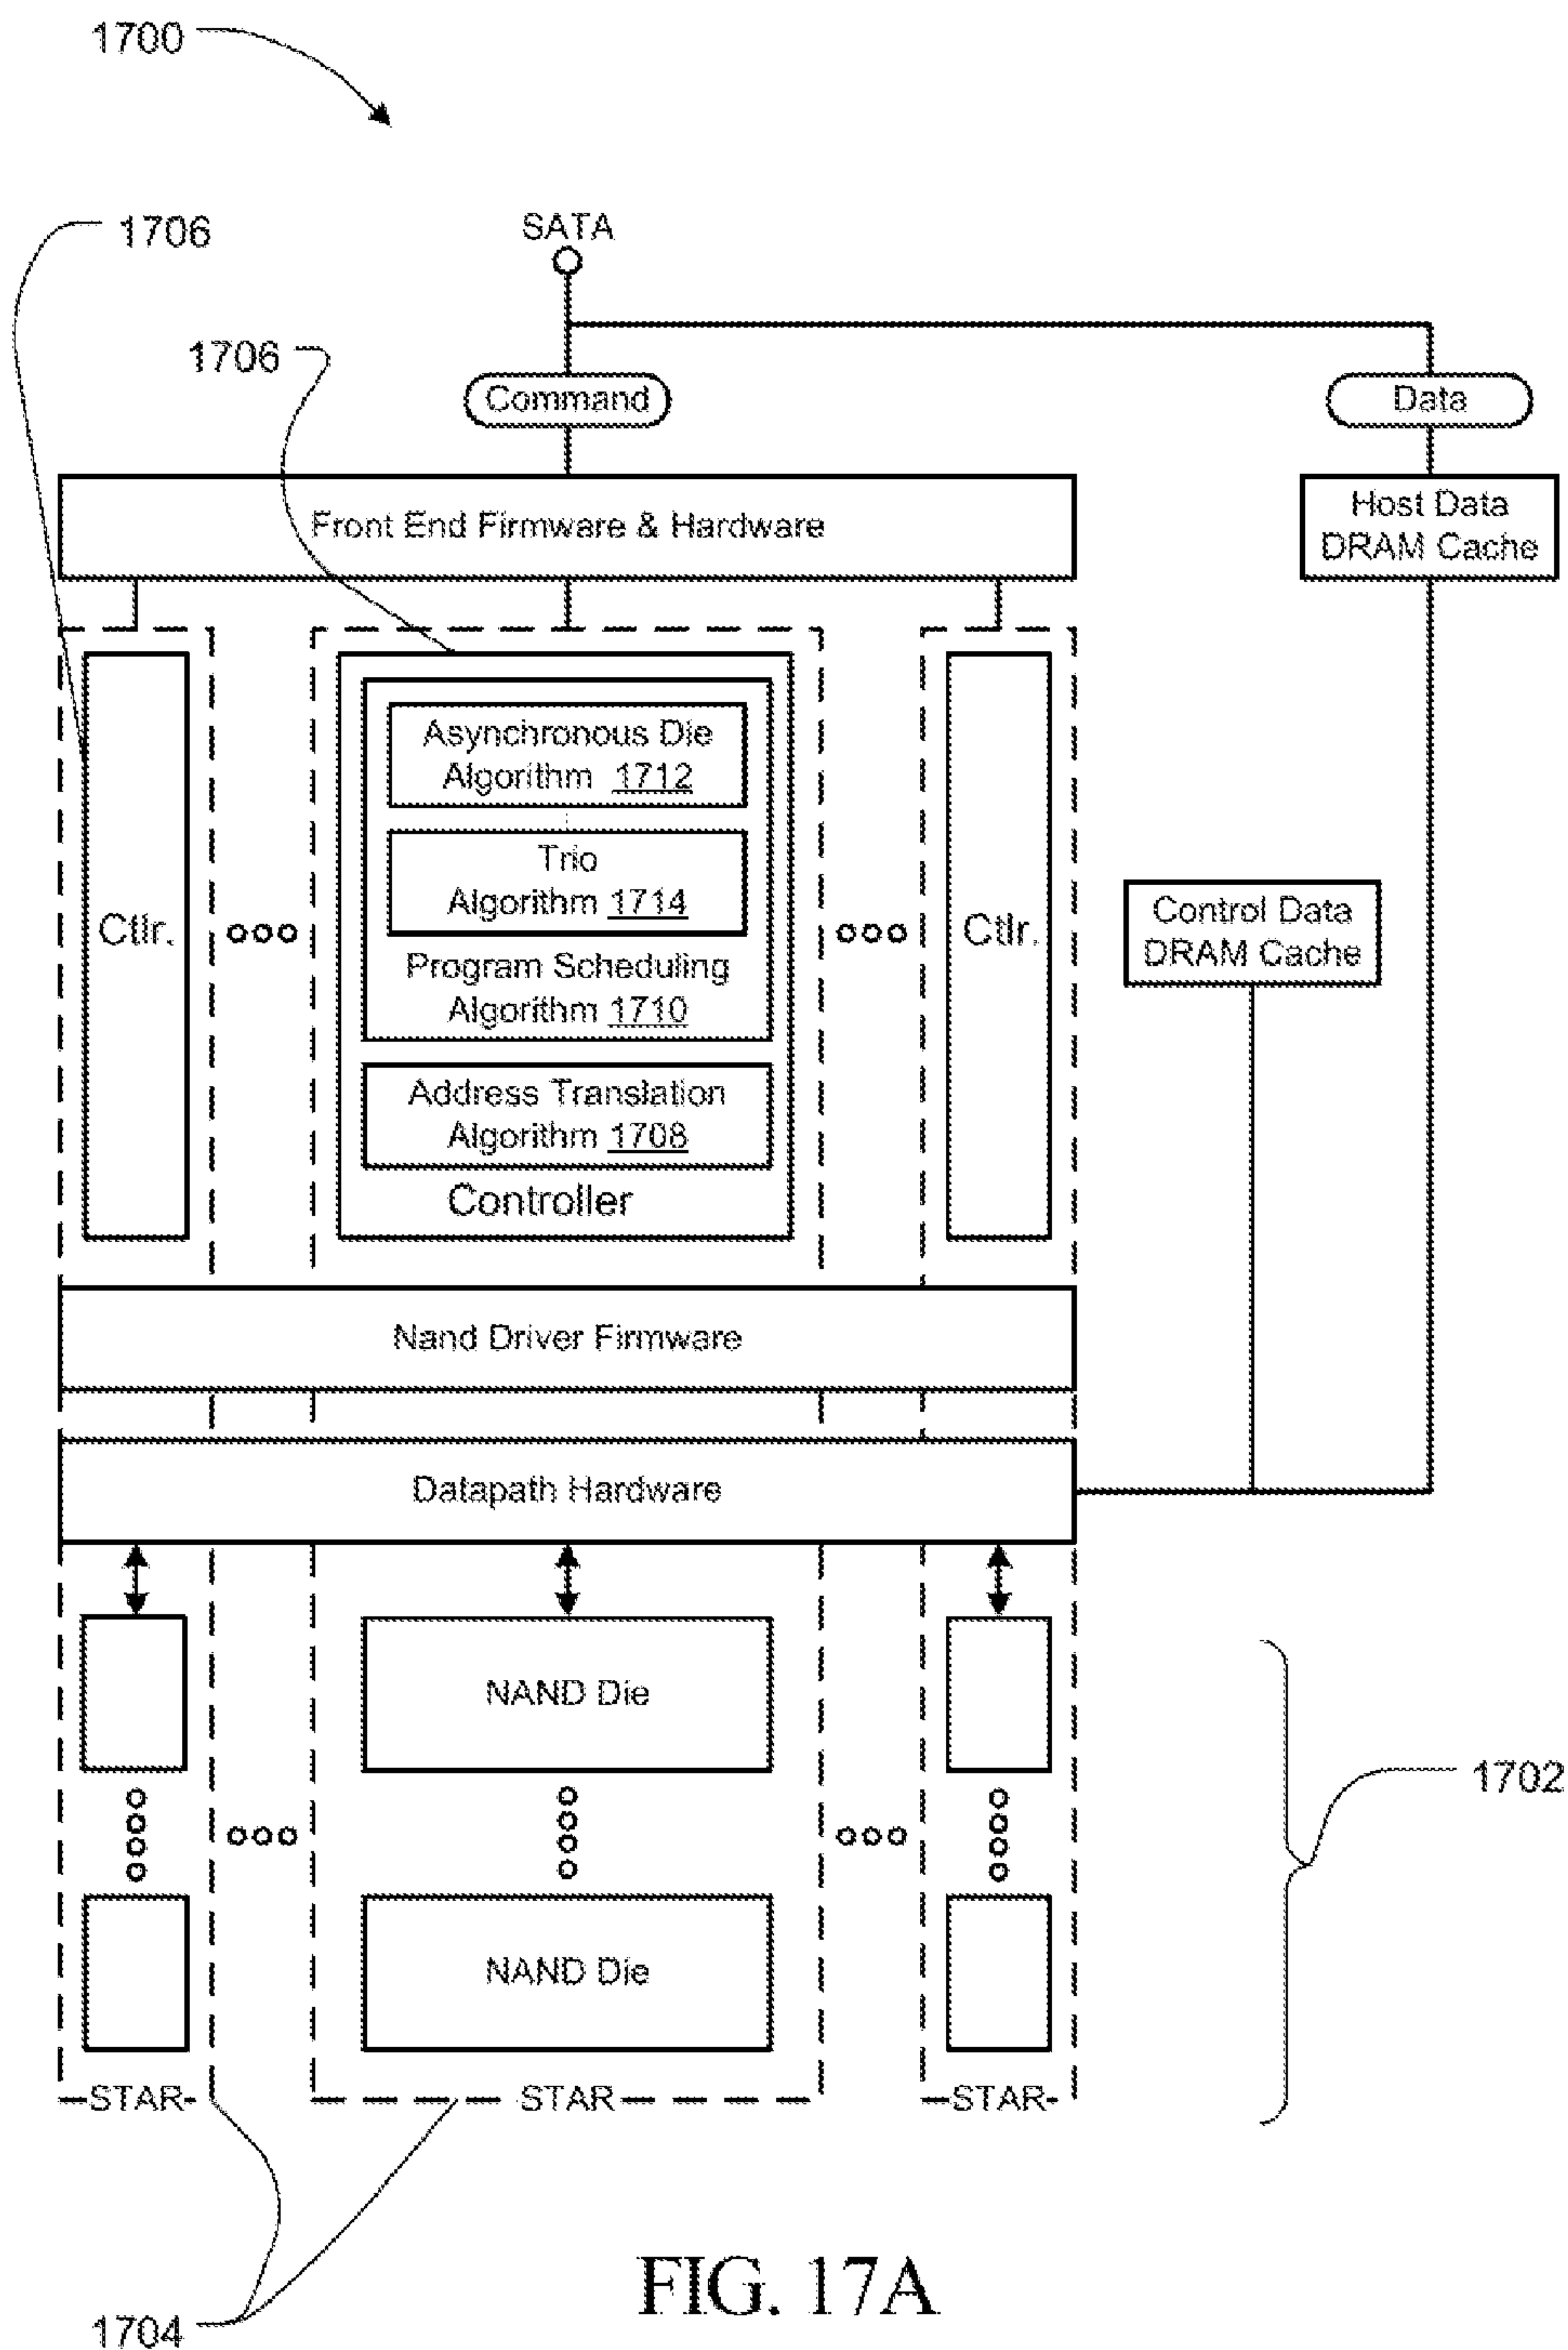 1700
1706
SATA
1706
Command
Data
Front End Firmware & Hardware
Host Data
DRAM Cache
Asynchronous Die
Algorithm 1712
Trio
Algorithm 1714
Ctlr.
Program Scheduling
Algorithm 1710
Ctlr.
Control Data
DRAM Cache
Address Translation
Algorithm 1708
Controller
Nand Driver Firmware
Datapath Hardware
NAND Die
1702
NAND Die
STAR
STAR
STAR
1704
FIG. 17A